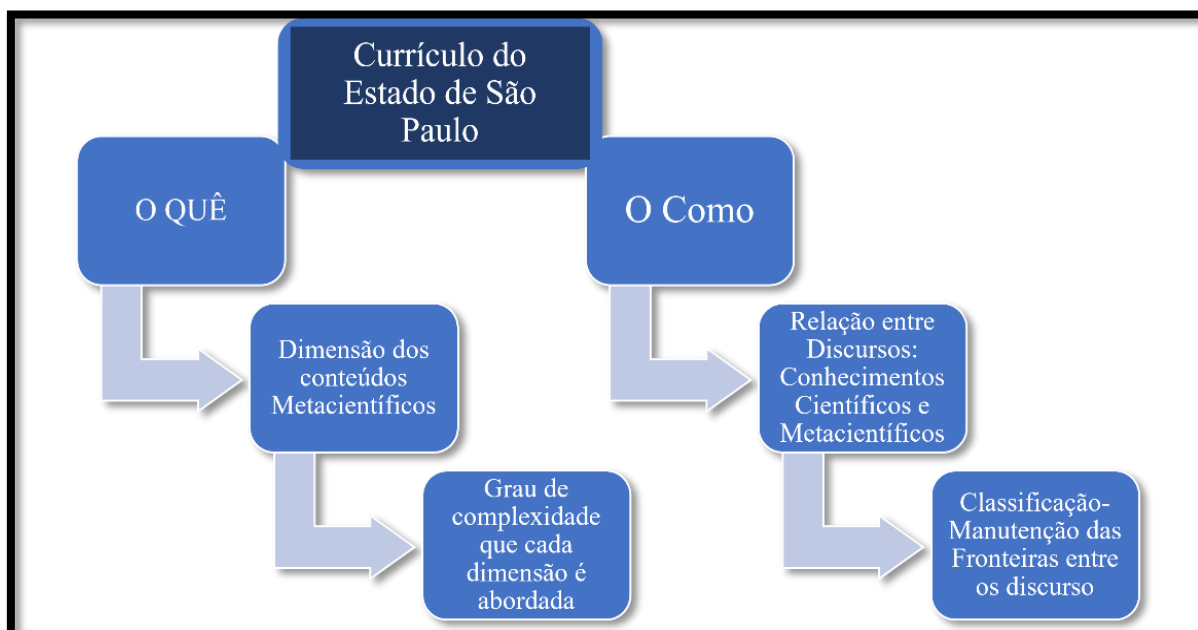 Currículo do
Estado de São
Paulo
O QUÊ
Dimensão dos
conteúdos
Metacientíficos
Grau de
complexidade
que cada
dimensão é
abordada
O Como
Relação entre
Discursos:
Conhecimentos
Científicos e
Metacientíficos
Classificação-
Manutenção das
Fronteiras entre
os discurso